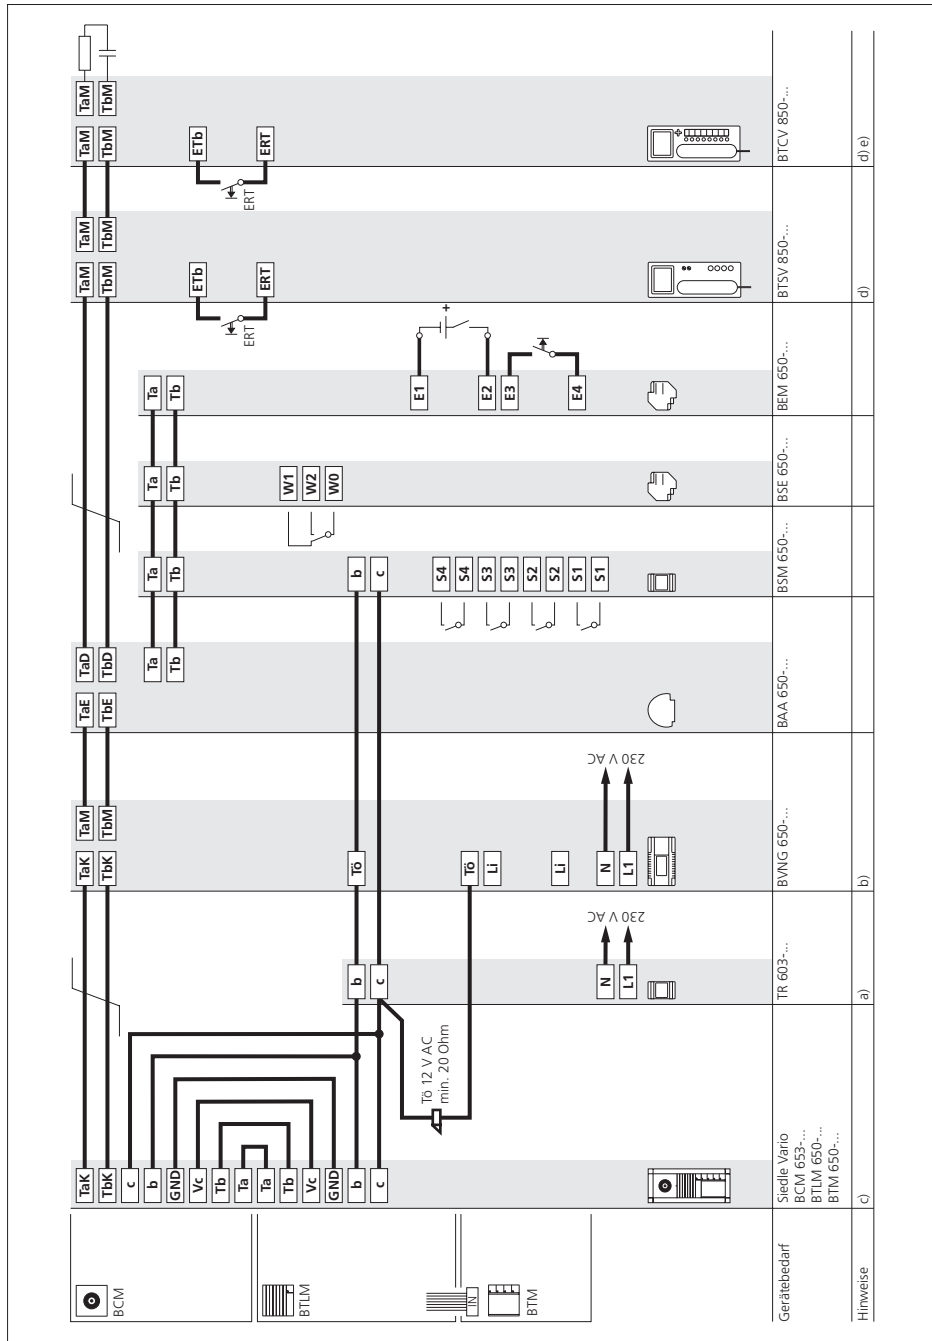 TaK TaK TaM TaE TaD TaM TaM TaM TaM
TbK TbK TbM TbE TbD TbM TbM TbM TbM
BCM
c
b Ta Ta Ta Ta
GND Tb Tb Tb Tb
Vc ETb ETb
Tb
Ta ERT ERT
Ta ERT ERT
Tb W1
BTLM
Vc W2
GND W0
b b Tö b
c c c
E1
Tö 12 V AC
min. 20 Ohm
S4 +
S4
IN Tö
S3 E2
Li
S3 E3
BTM
S2
S2
Li
S1 E4
S1
N N
230 V AC 230 V AC
L1 L1
Gerätebedarf
Siedle Vario
BCM 653-...
BTLM 650-...
BTM 650-...
TR 603-...
BVNG 650-...
BAA 650-...
BSM 650-...
BSE 650-...
BEM 650-...
BTSV 850-...
BTCV 850-...
Hinweise c) a) b) d) d) e)